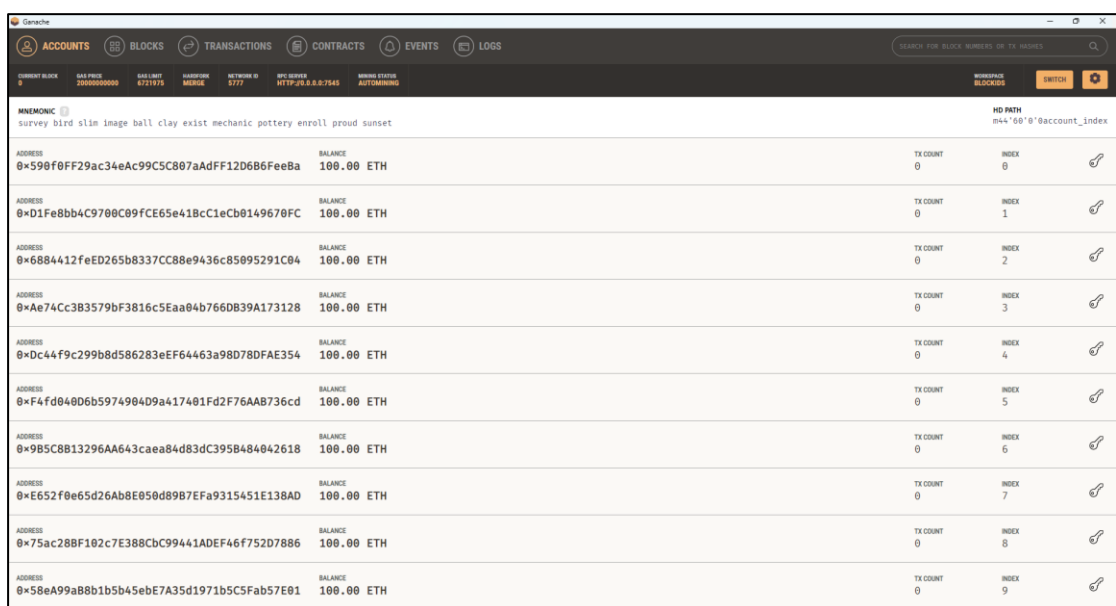 Ganache
ACCOUNTS BLOCKS TRANSACTIONS CONTRACTS EVENTS LOGS SEARCH FOR BLOCK NUMBERS OR TX HASHES
CURRENT BLOCK GAS PRICE GAS LIMIT HARDFORK NETWORK ID RPC SERVER MINING STATUS WORKSPACE
0 20000000000 6721975 MERGE 5777 HTTP://0.0.0.0:7545 AUTOMINING BLOCKIDS SWITCH
MNEMONIC ? HD PATH
survey bird slim image ball clay exist mechanic pottery enroll proud sunset m44'60'0'0account_index
ADDRESS BALANCE TX COUNT INDEX
0×590f0FF29ac34eAc99C5C807aAdFF12D6B6FeeBa 100.00 ETH 0 0
ADDRESS BALANCE TX COUNT INDEX
0×D1Fe8bb4C9700C09fCE65e41BcC1eCb0149670FC 100.00 ETH 0 1
ADDRESS BALANCE TX COUNT INDEX
0×6884412feED265b8337CC88e9436c85095291C04 100.00 ETH 0 2
ADDRESS BALANCE TX COUNT INDEX
0×Ae74Cc3B3579bF3816c5Eaa04b766DB39A173128 100.00 ETH 0 3
ADDRESS BALANCE TX COUNT INDEX
0×Dc44f9c299b8d586283eEF64463a98D78DFAE354 100.00 ETH 0 4
ADDRESS BALANCE TX COUNT INDEX
0×F4fd040D6b5974904D9a417401Fd2F76AAB736cd 100.00 ETH 0 5
ADDRESS BALANCE TX COUNT INDEX
0×9B5C8B13296AA643caea84d83dC395B484042618 100.00 ETH 0 6
ADDRESS BALANCE TX COUNT INDEX
0×E652f0e65d26Ab8E050d89B7EFa9315451E138AD 100.00 ETH 0 7
ADDRESS BALANCE TX COUNT INDEX
0×75ac28BF102c7E388CbC99441ADEF46f752D7886 100.00 ETH 0 8
ADDRESS BALANCE TX COUNT INDEX
0×58eA99aB8b1b5b45ebE7A35d1971b5C5Fab57E01 100.00 ETH 0 9